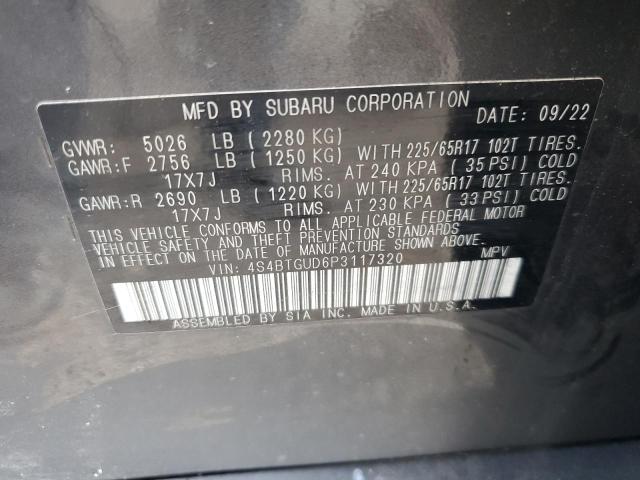 MFD BY SUBARU CORPORATION DATE: 09/22
GVWR: 5026 LB (2280 KG)
GAWR:F 2756 LB (1250 KG) WITH 225/65R17 102T TIRES.
17X7J RIMS. AT 240 KPA (35 PSI) COLD
GAWR:R 2690 LB (1220 KG) WITH 225/65R17 102T TIRES.
17X7J RIMS. AT 230 KPA (33 PSI) COLD
THIS VEHICLE CONFORMS TO ALL APPLICABLE FEDERAL MOTOR
VEHICLE SAFETY AND THEFT PREVENTION STANDARDS
IN EFFECT ON THE DATE OF MANUFACTURE SHOWN ABOVE.
VIN: 4S4BTGUD6P3117320 MPV
ASSEMBLED BY SIA INC. MADE IN U.S.A.